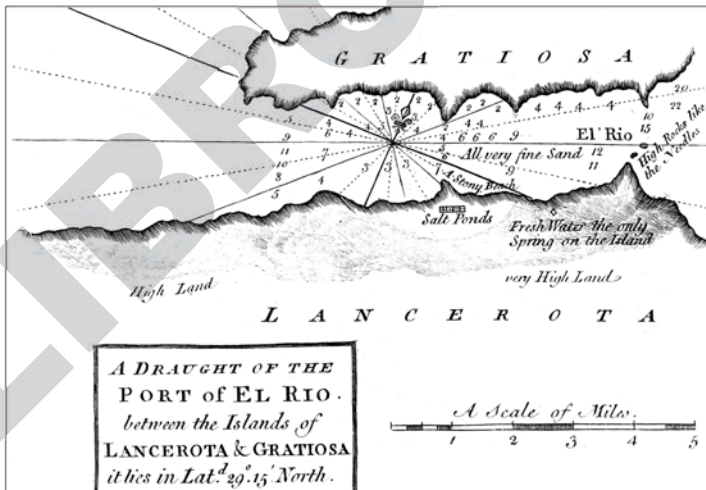 GRATIOSA
El Rio
All very fine Sand
High Rocks like
the Needles
A Stony Beach
Salt Ponds
Fresh Water the only
Spring on the Island
High Land
very High Land
LANCEROTA
A DRAUGHT OF THE
PORT of EL RIO.
between the Islands of
LANCEROTA & GRATIOSA
it lies in Lat.d 29°.15' North.
A Scale of Miles.
1 2 3 4 5
LIBRO